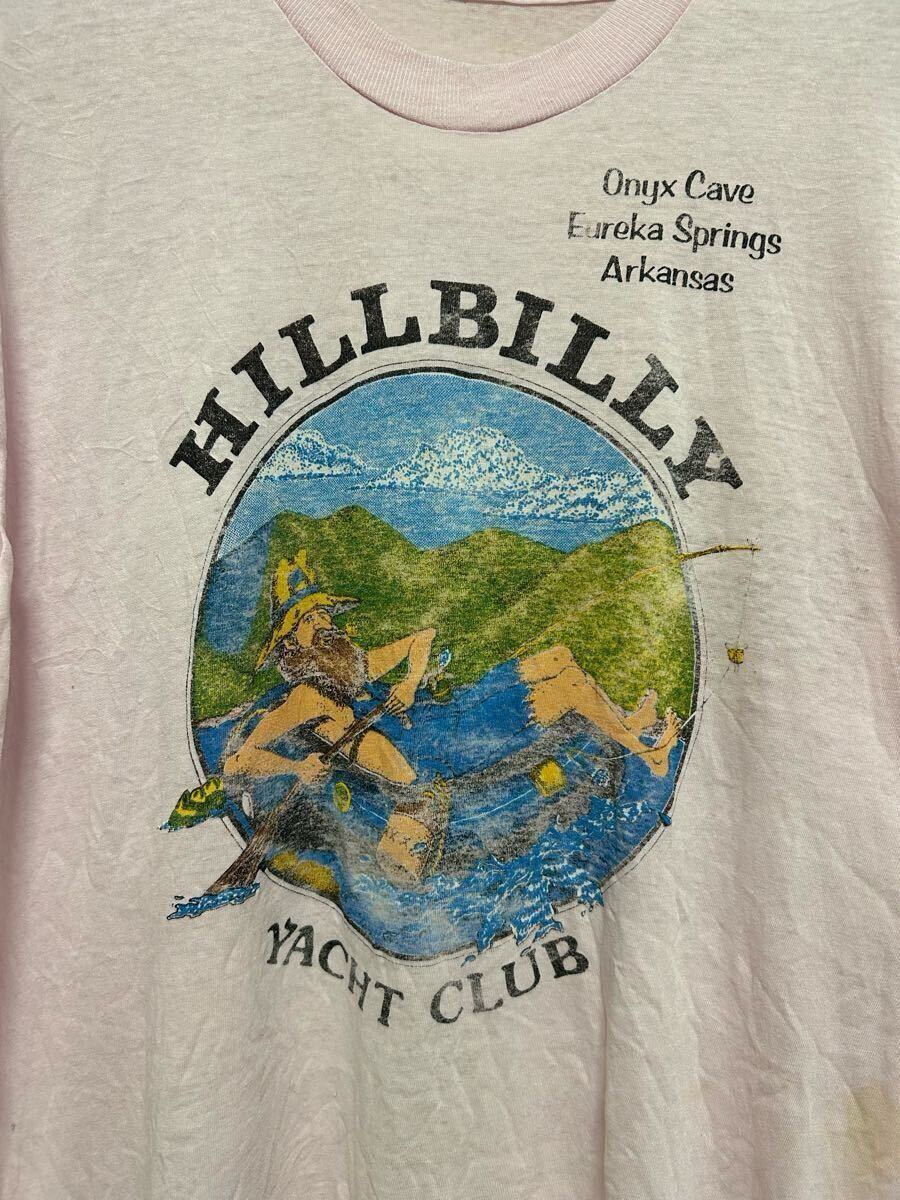 Onyx Cave
Eureka Springs
Arkansas
HILLBILLY
YACHT CLUB